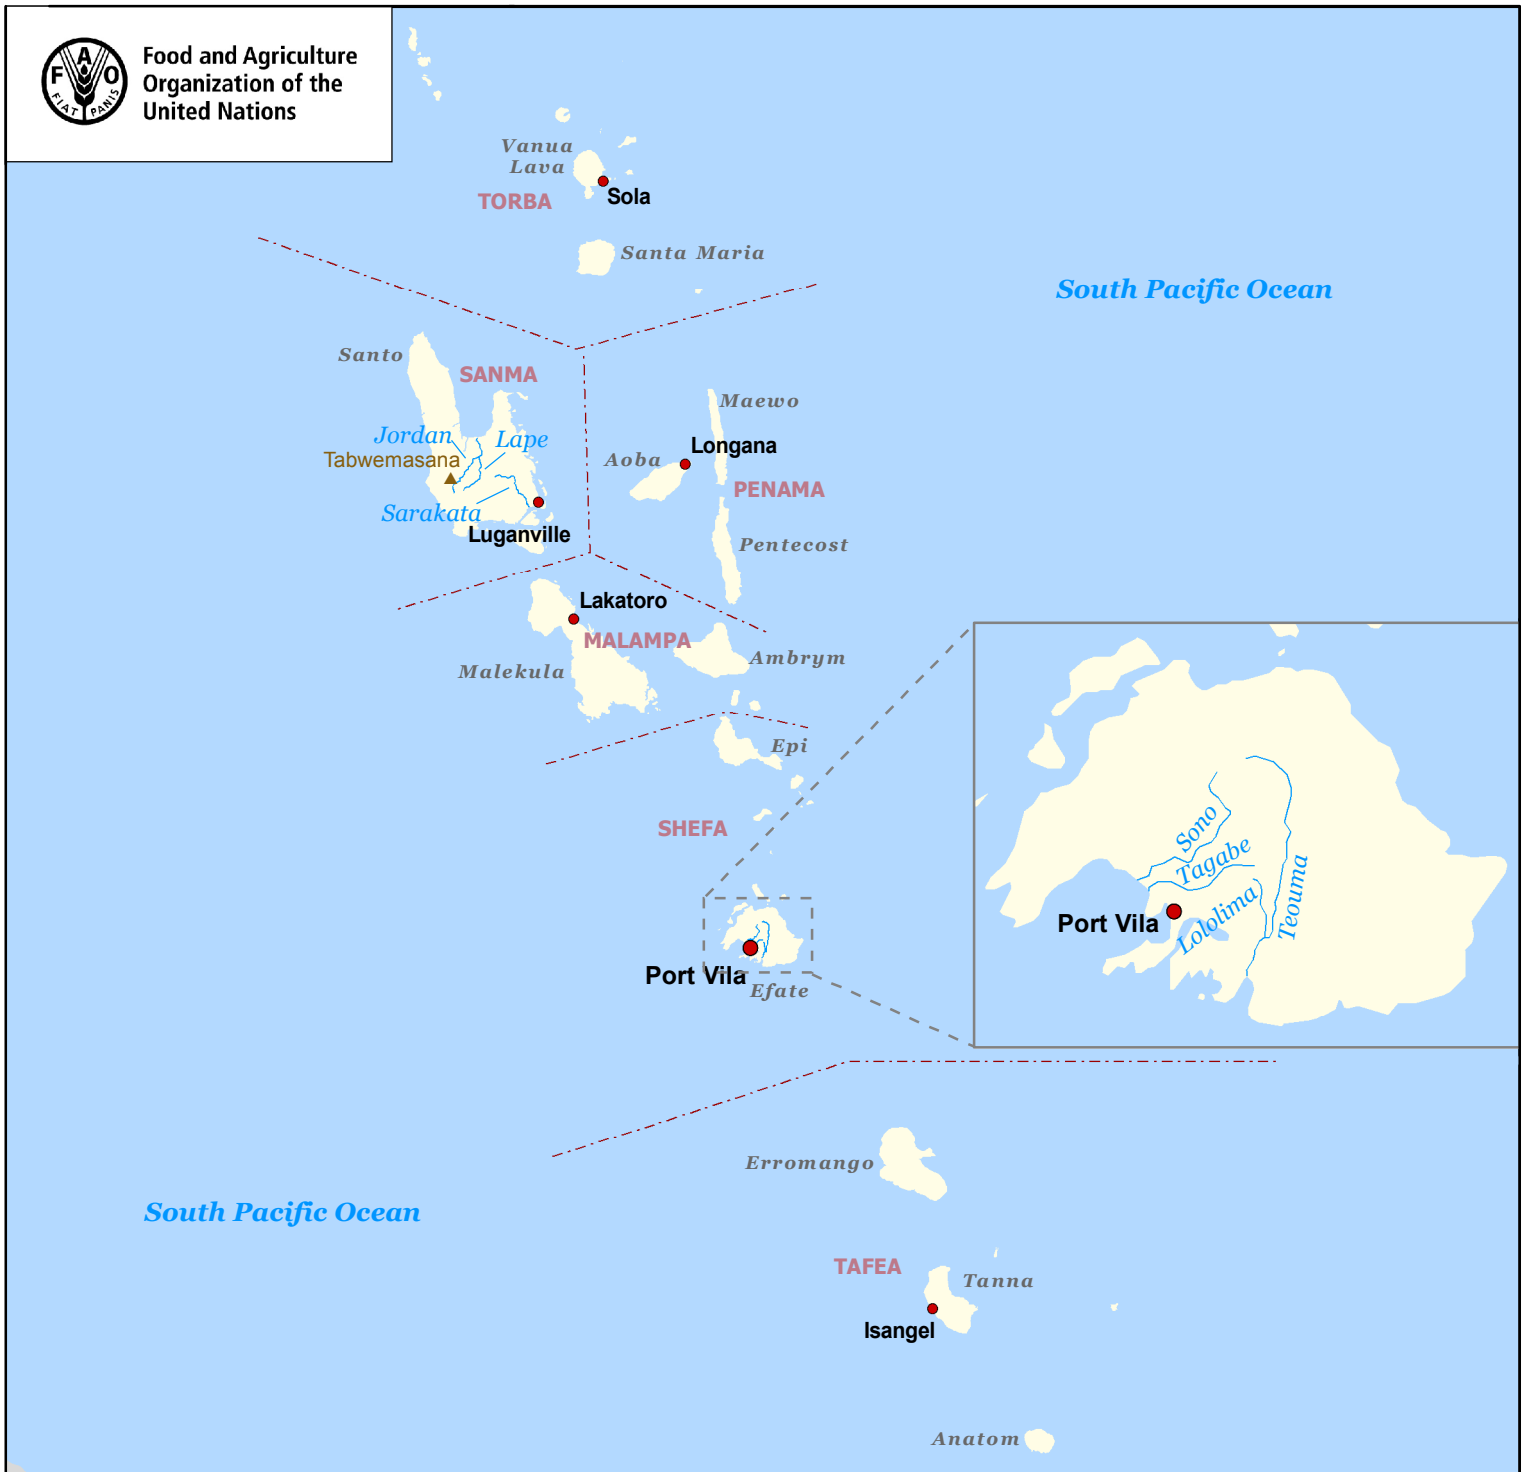 Food and Agriculture
Organization of the
United Nations
F A O
FIAT PANIS
Vanua
Lava
Sola
TORBA
Santa Maria
South Pacific Ocean
Santo
SANMA
Maewo
Jordan
Lape
Longana
Tabwemasana
Aoba
PENAMA
Sarakata
Luganville
Pentecost
Lakatoro
MALAMPA
Malekula
Ambrym
Epi
SHEFA
Sono
Tagabe
Teouma
Lololima
Port Vila
Port Vila
Efate
Erromango
South Pacific Ocean
TAFEA
Tanna
Isangel
Anatom